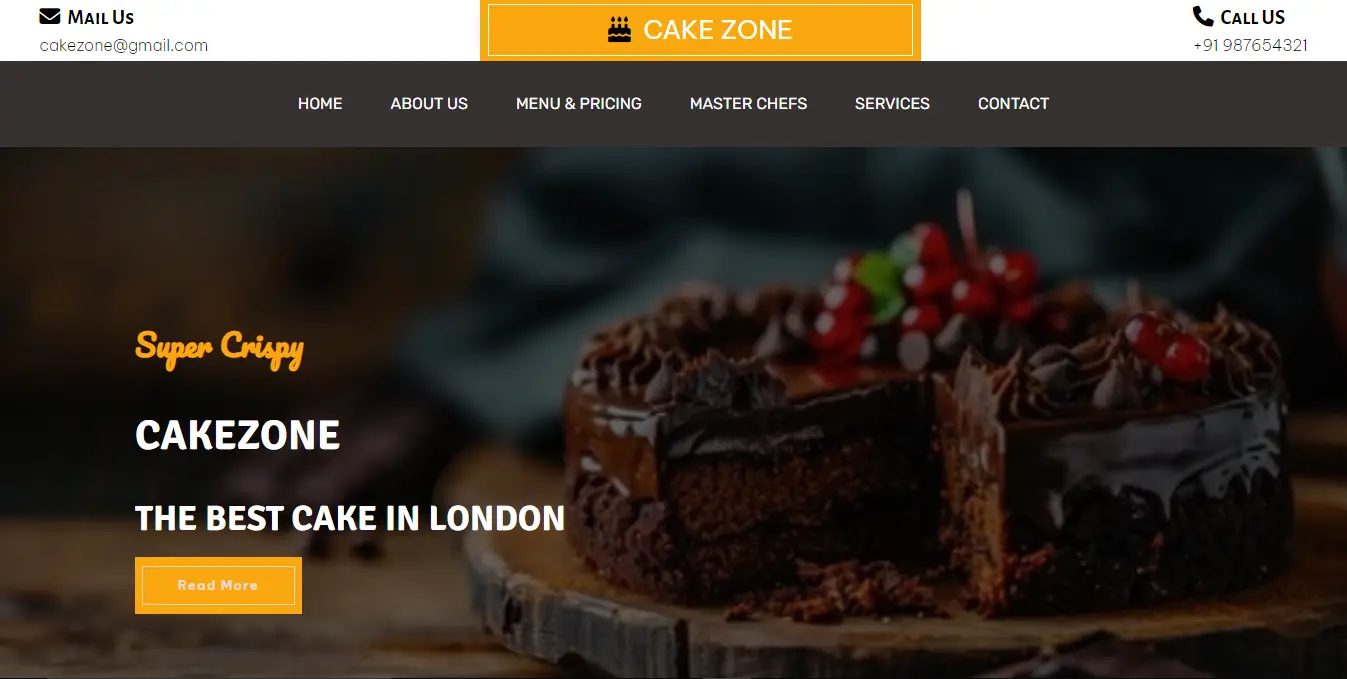 Mail Us
cakezone@gmail.com
CAKE ZONE
Call US
+91 987654321
HOME ABOUT US MENU & PRICING MASTER CHEFS SERVICES CONTACT
Super Crispy
CAKEZONE
THE BEST CAKE IN LONDON
Read More